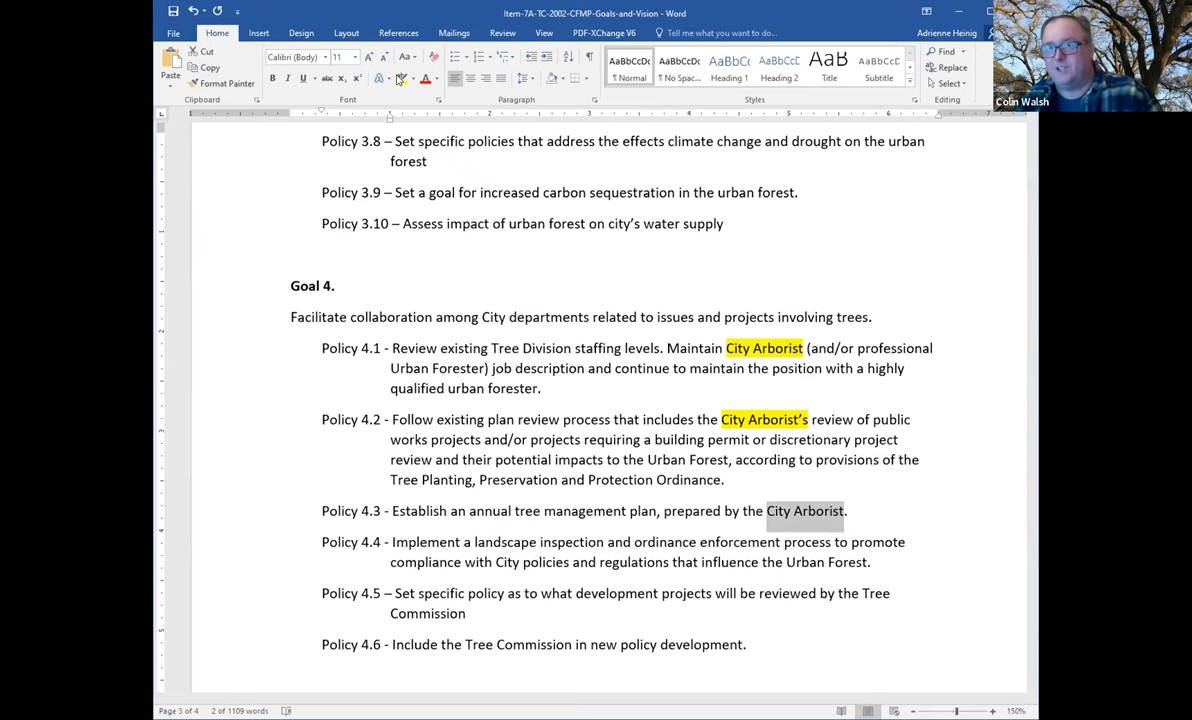 Item-7A-TC-2002-CFMP-Goals-and-Vision - Word
Adrienne Heinig
File Home Insert Design Layout References Mailings Review View PDF-XChange V6 Tell me what you want to do...
Colin Walsh
Paste
Cut
Copy
Format Painter
Clipboard
Calibri (Body) 11
Font
Paragraph
AaBbCcDc AaBbCcDc AaBbC AaBbCcC AaB AaBbCcD
¶ Normal ¶ No Spac... Heading 1 Heading 2 Title Subtitle
Styles
Find
Replace
Select
Editing
Policy 3.8 – Set specific policies that address the effects climate change and drought on the urban
forest
Policy 3.9 – Set a goal for increased carbon sequestration in the urban forest.
Policy 3.10 – Assess impact of urban forest on city's water supply
Goal 4.
Facilitate collaboration among City departments related to issues and projects involving trees.
Policy 4.1 - Review existing Tree Division staffing levels. Maintain City Arborist (and/or professional
Urban Forester) job description and continue to maintain the position with a highly
qualified urban forester.
Policy 4.2 - Follow existing plan review process that includes the City Arborist's review of public
works projects and/or projects requiring a building permit or discretionary project
review and their potential impacts to the Urban Forest, according to provisions of the
Tree Planting, Preservation and Protection Ordinance.
Policy 4.3 - Establish an annual tree management plan, prepared by the City Arborist.
Policy 4.4 - Implement a landscape inspection and ordinance enforcement process to promote
compliance with City policies and regulations that influence the Urban Forest.
Policy 4.5 – Set specific policy as to what development projects will be reviewed by the Tree
Commission
Policy 4.6 - Include the Tree Commission in new policy development.
Page 3 of 4 2 of 1109 words
150%